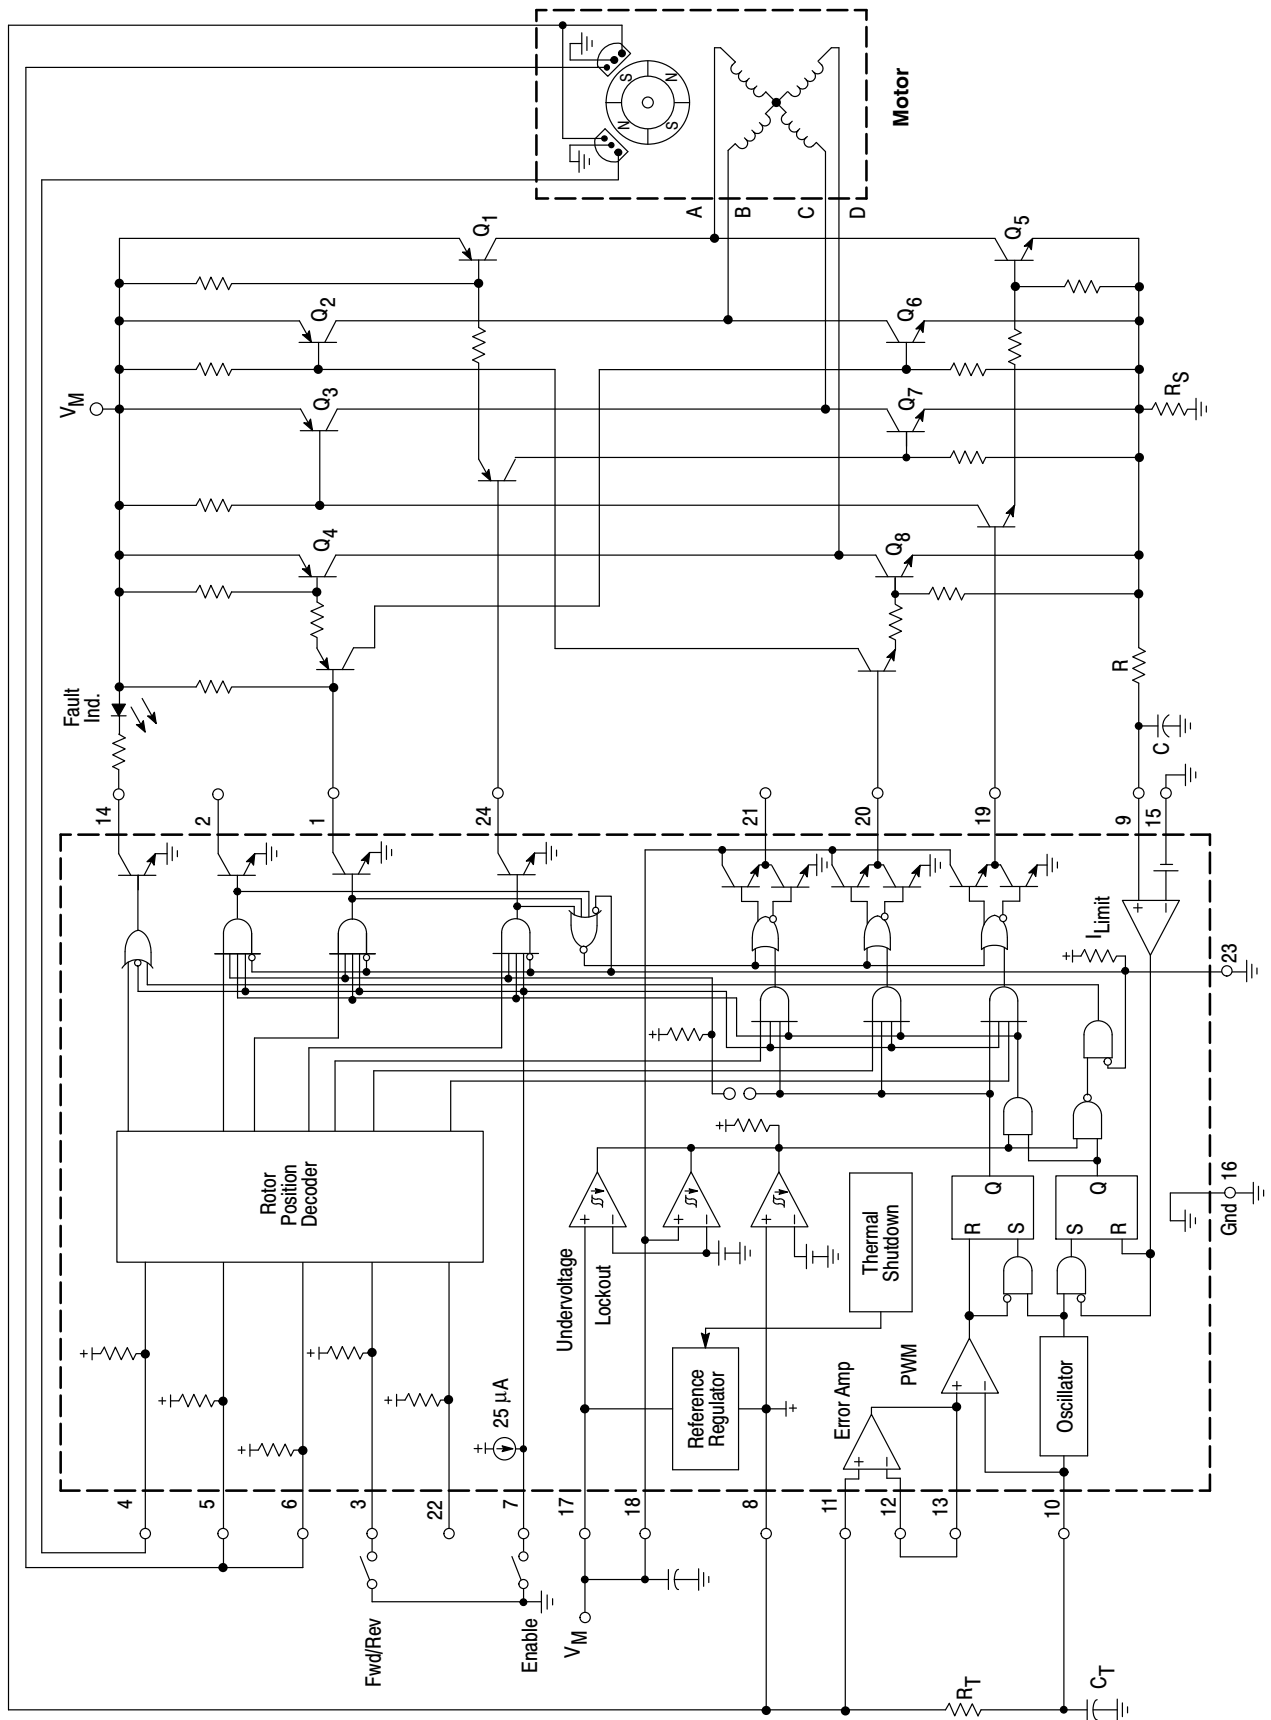 Motor
S
N
N
S
A
B
C
D
Q1
Q5
Q2
Q6
Q3
Q7
VM
RS
Q4
Q8
Fault
Ind.
R
C
14
2
1
24
21
20
19
9
15
+
−
ILimit
+
23
+
Rotor
Position
Decoder
+
Q
Q
Undervoltage
Lockout
+
−
+
−
+
−
Thermal
Shutdown
R
S
S
R
Gnd 16
+
+
+
+
+
+
25 µA
Reference
Regulator
+
Error Amp
PWM
+
−
+
−
Oscillator
4
5
6
3
22
7
17
18
8
11
12
13
10
Fwd/Rev
Enable
VM
RT
CT